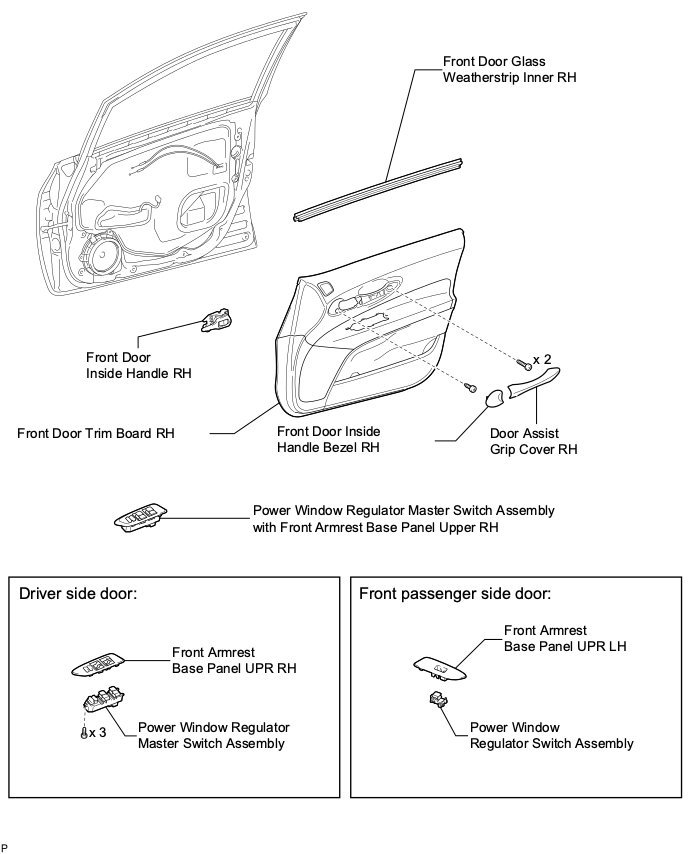 Front Door Glass
Weatherstrip Inner RH
Front Door
Inside Handle RH
x 2
Front Door Trim Board RH
Front Door Inside
Handle Bezel RH
Door Assist
Grip Cover RH
Power Window Regulator Master Switch Assembly
with Front Armrest Base Panel Upper RH
Driver side door:
Front Armrest
Base Panel UPR RH
x 3
Power Window Regulator
Master Switch Assembly
Front passenger side door:
Front Armrest
Base Panel UPR LH
Power Window
Regulator Switch Assembly
P